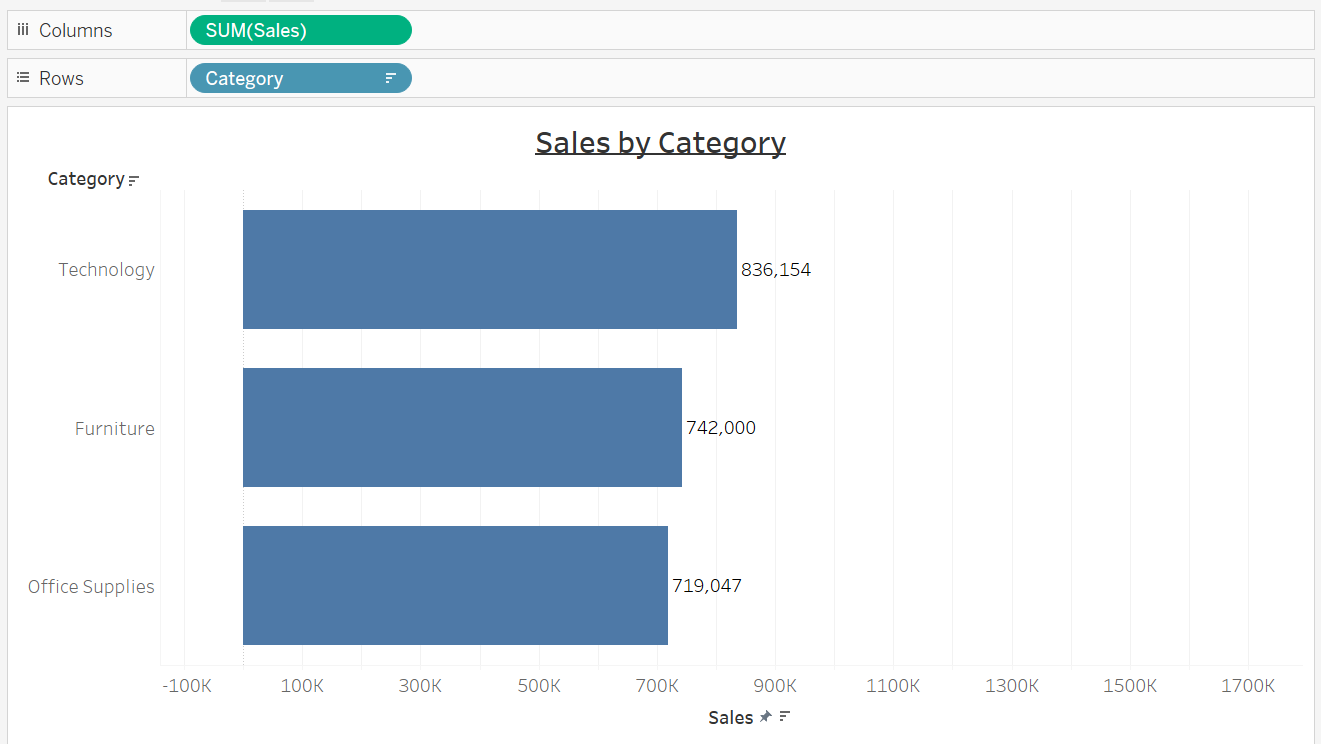 Columns SUM(Sales)
Rows Category
Sales by Category
Category
Technology 836,154
Furniture 742,000
Office Supplies 719,047
-100K 100K 300K 500K 700K 900K 1100K 1300K 1500K 1700K
Sales